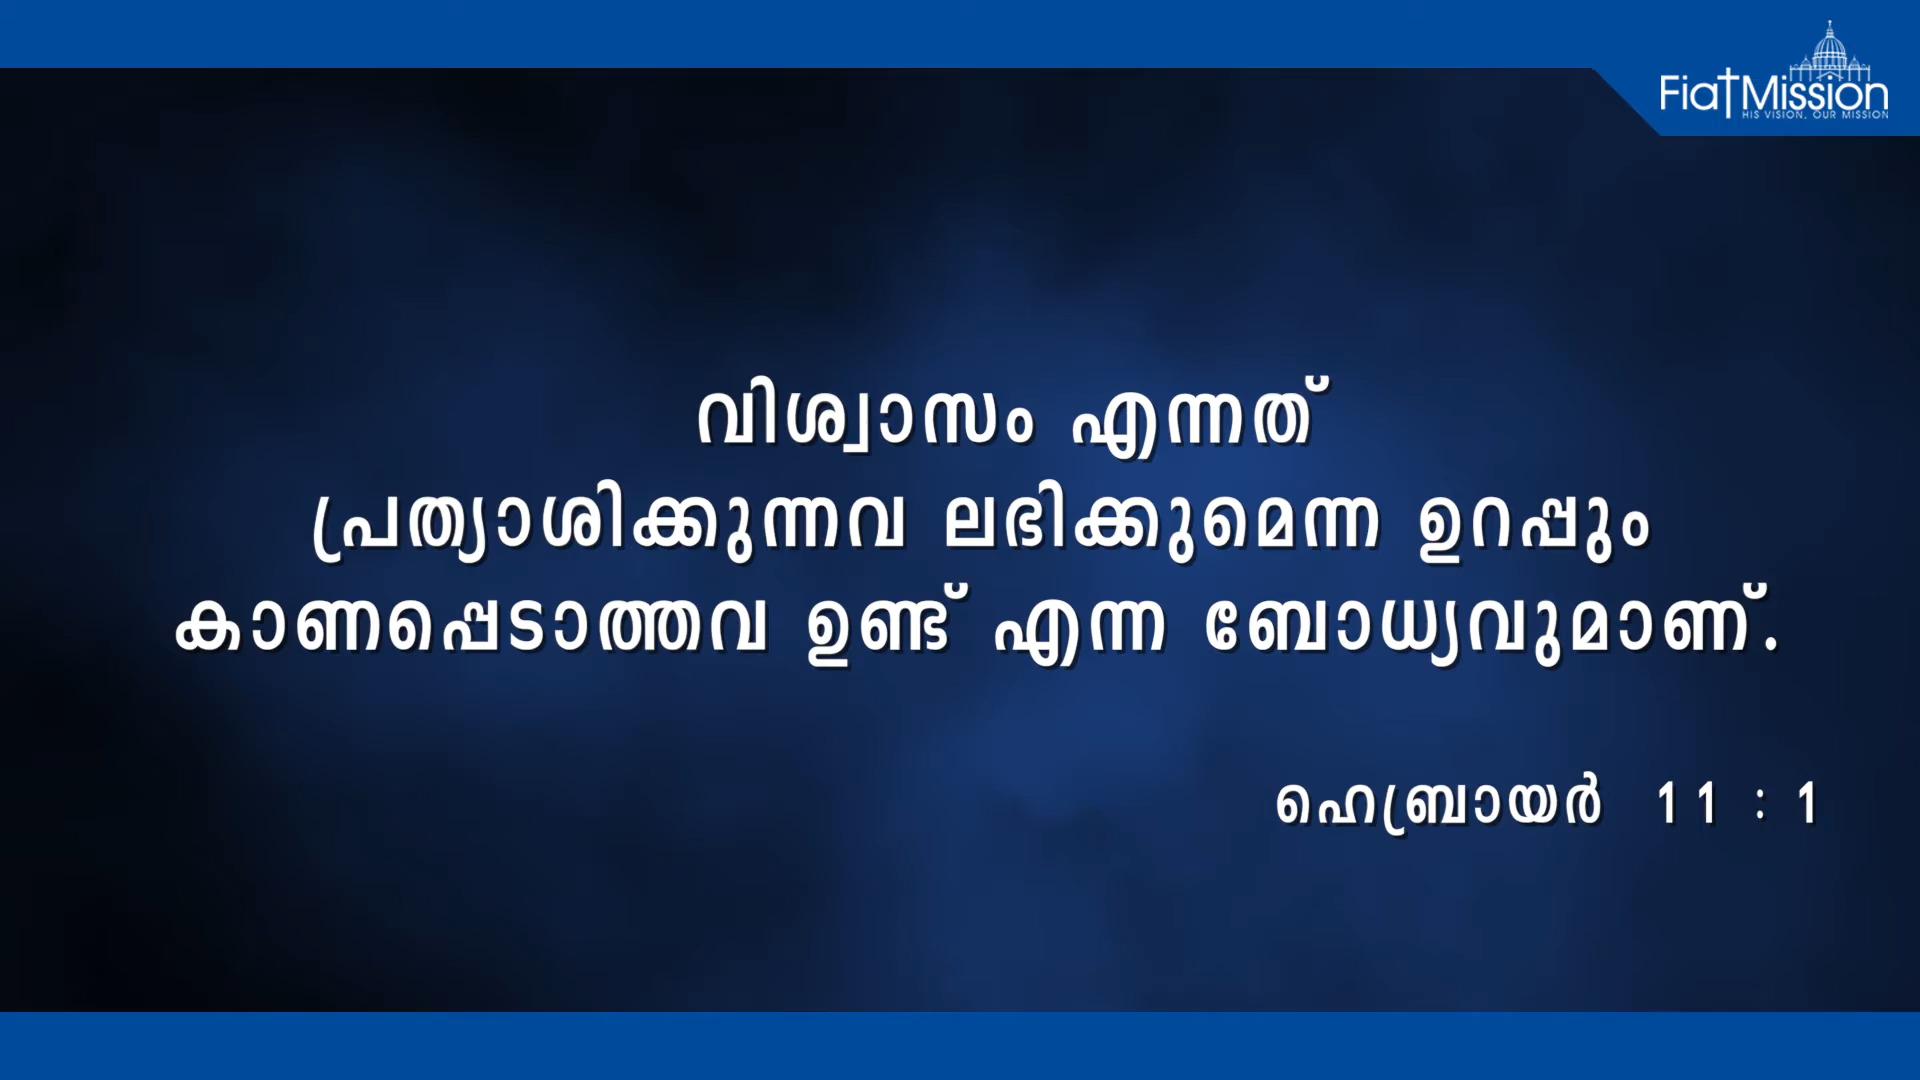 FiatMission
HIS VISION, OUR MISSION
വിശ്വാസം എന്നത്
പ്രത്യാശിക്കുന്നവ ലഭിക്കുമെന്ന ഉറപ്പും
കാണപ്പെടാത്തവ ഉണ്ട് എന്ന ബോധ്യവുമാണ്.
ഹെബ്രായർ 11 : 1